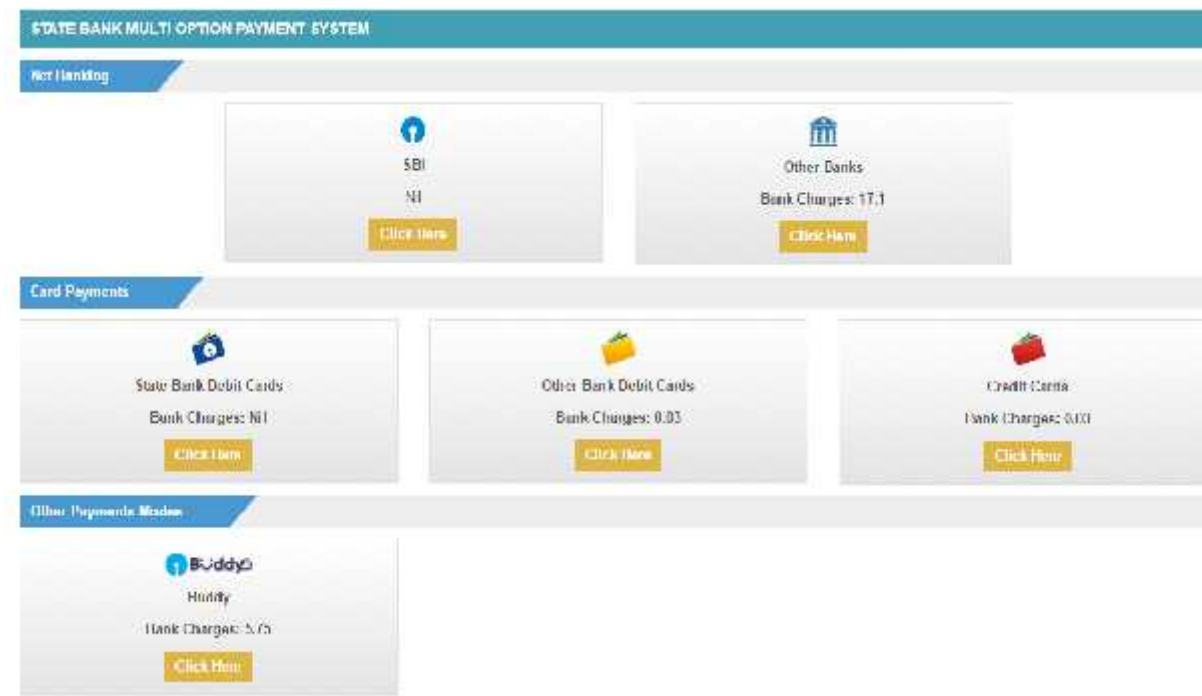 STATE BANK MULTI OPTION PAYMENT SYSTEM
Net Banking
SBI
Nil
Click Here
Other Banks
Bank Charges: 17.1
Click Here
Card Payments
State Bank Debit Cards
Bank Charges: Nil
Click Here
Other Bank Debit Cards
Bank Charges: 0.03
Click Here
Credit Cards
Bank Charges:
Click Here
Other Payments Modes
Buddy
Buddy
Bank Charges: 5.75
Click Here